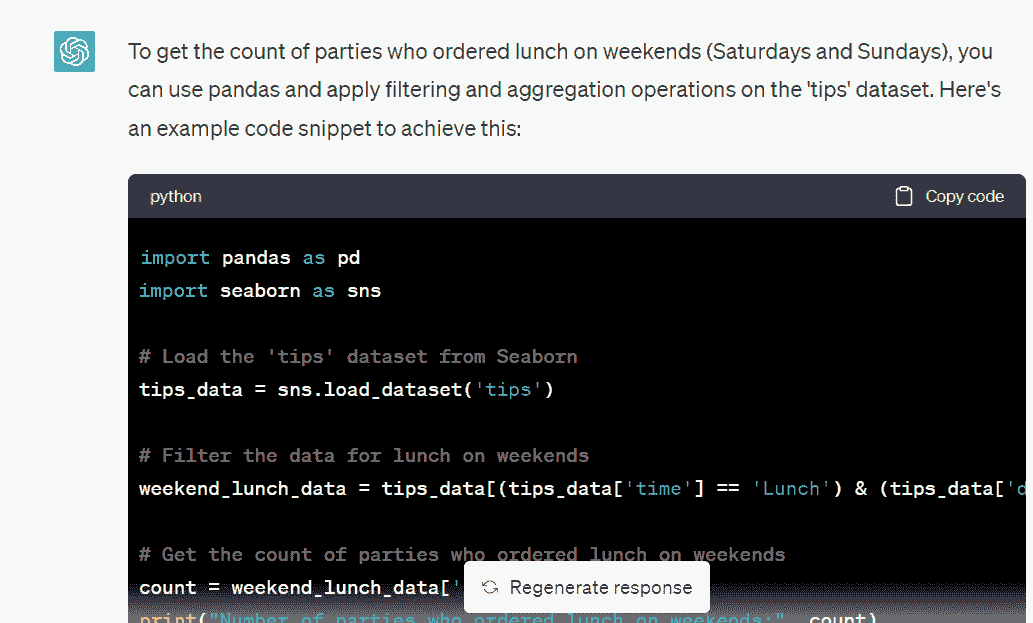 To get the count of parties who ordered lunch on weekends (Saturdays and Sundays), you
can use pandas and apply filtering and aggregation operations on the 'tips' dataset. Here's
an example code snippet to achieve this:
python
Copy code
import pandas as pd
import seaborn as sns
# Load the 'tips' dataset from Seaborn
tips_data = sns.load_dataset('tips')
# Filter the data for lunch on weekends
weekend_lunch_data = tips_data[(tips_data['time'] == 'Lunch') & (tips_data['d
# Get the count of parties who ordered lunch on weekends
count = weekend_lunch_data['
Regenerate response
print("Number of parties who ordered lunch on weekends:", count)